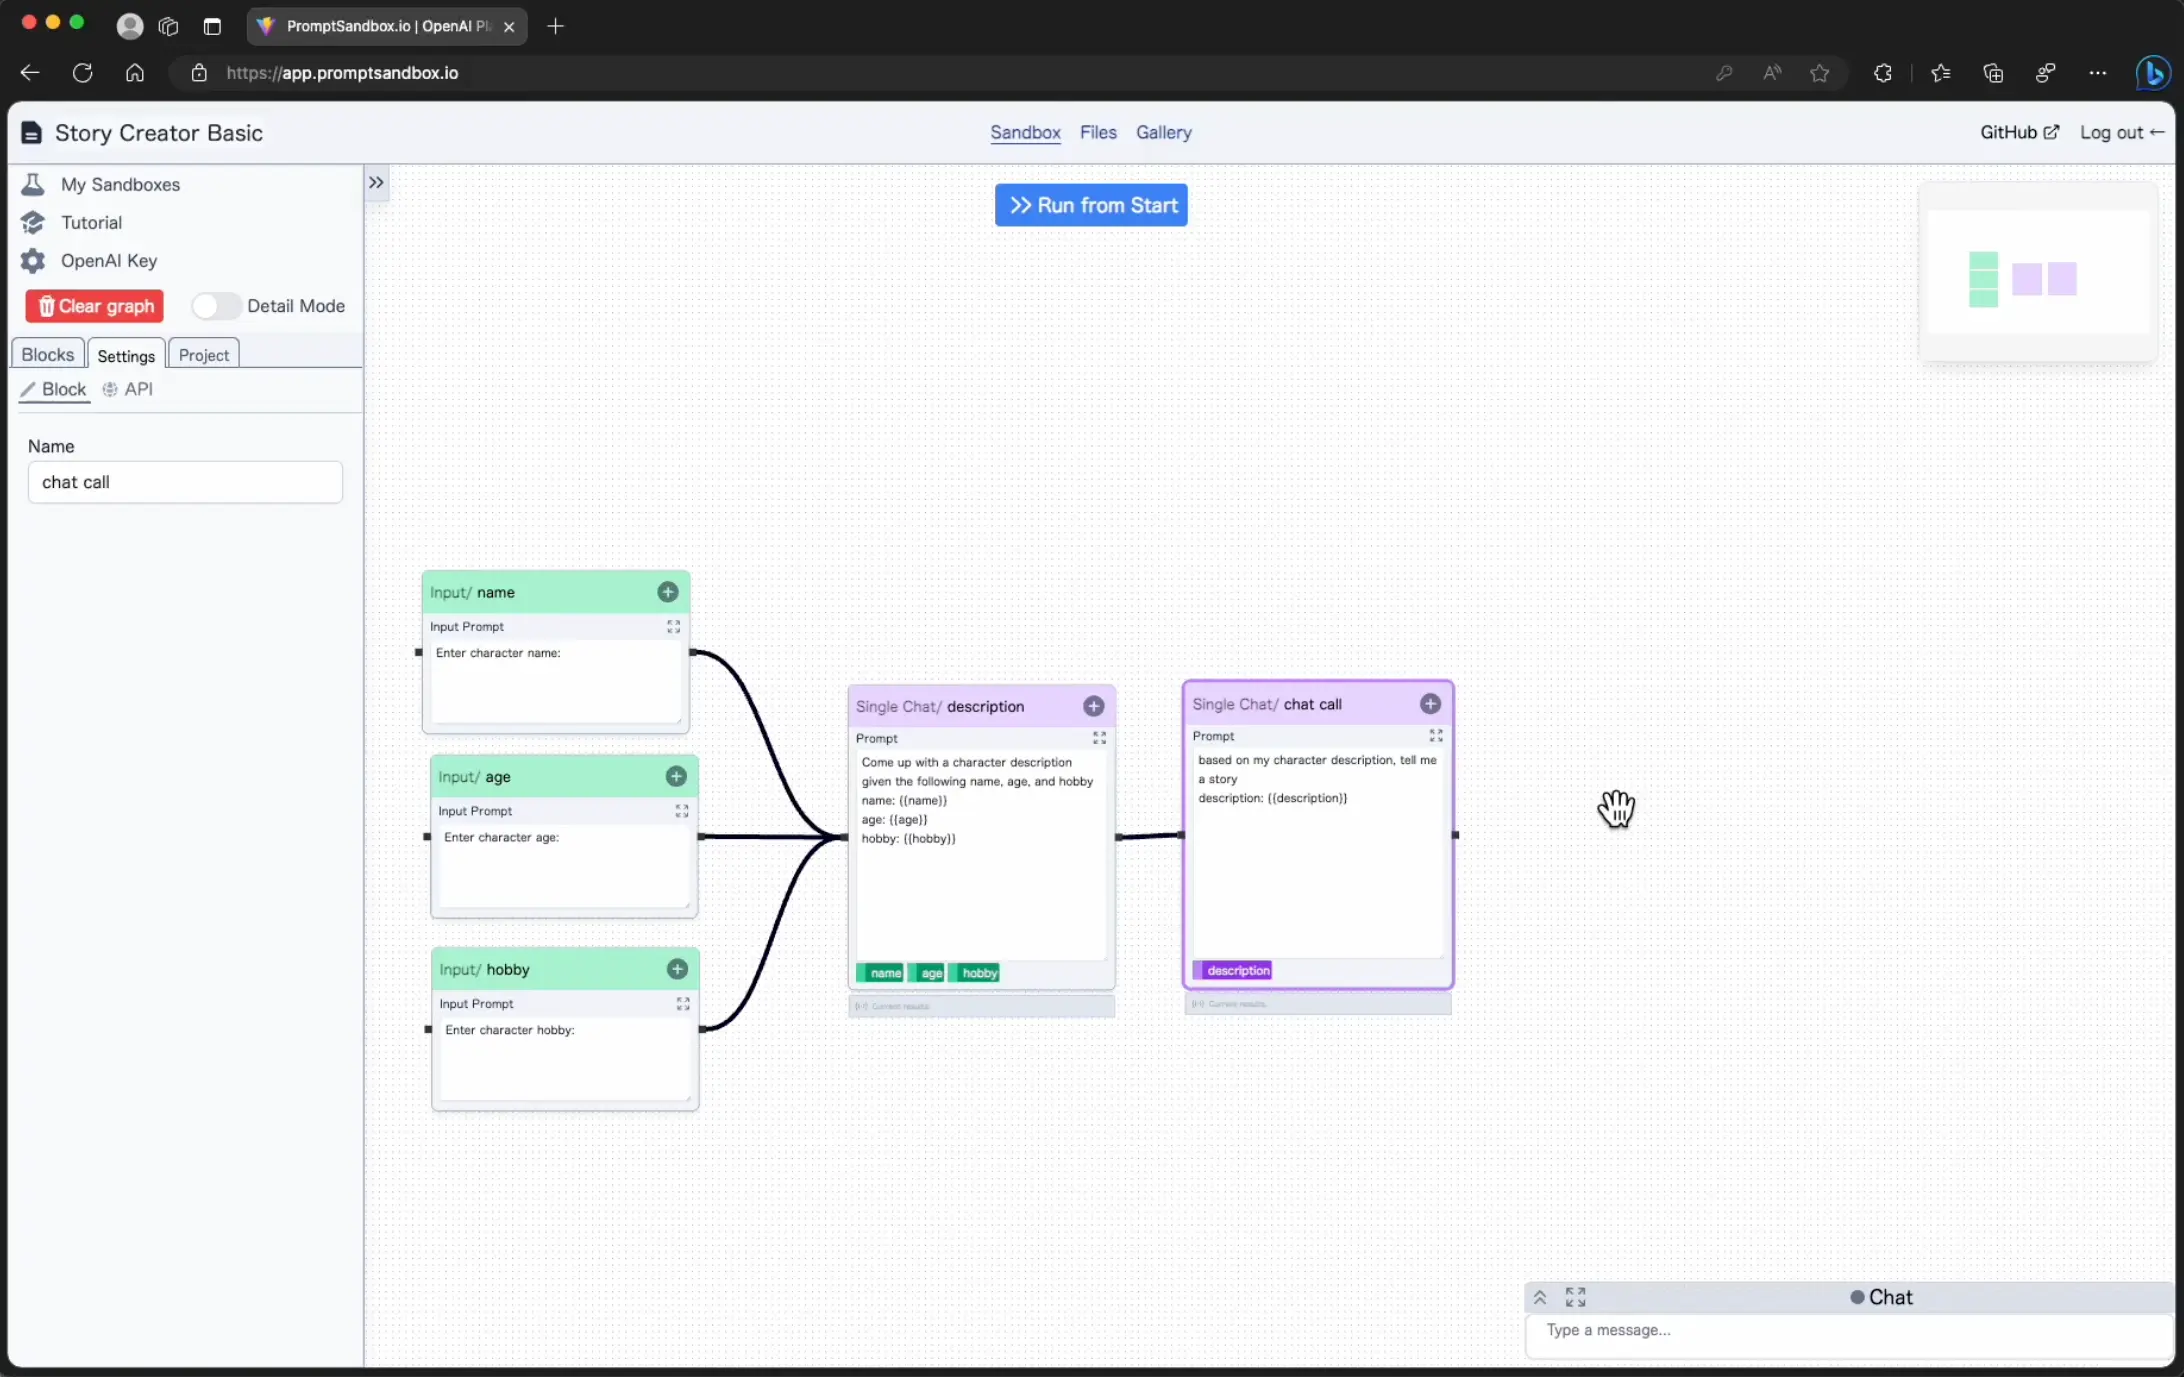 PromptSandbox.io | OpenAI Pl
https://app.promptsandbox.io
Story Creator Basic
Sandbox Files Gallery
GitHub Log out
My Sandboxes
Tutorial
OpenAI Key
Clear graph
Detail Mode
Blocks Settings Project
Block API
Name
chat call
Run from Start
Input/ name
Input Prompt
Enter character name:
Input/ age
Input Prompt
Enter character age:
Input/ hobby
Input Prompt
Enter character hobby:
Single Chat/ description
Prompt
Come up with a character description
given the following name, age, and hobby
name: {{name}}
age: {{age}}
hobby: {{hobby}}
name age hobby
Current results:
Single Chat/ chat call
Prompt
based on my character description, tell me
a story
description: {{description}}
description
Current results:
Chat
Type a message...